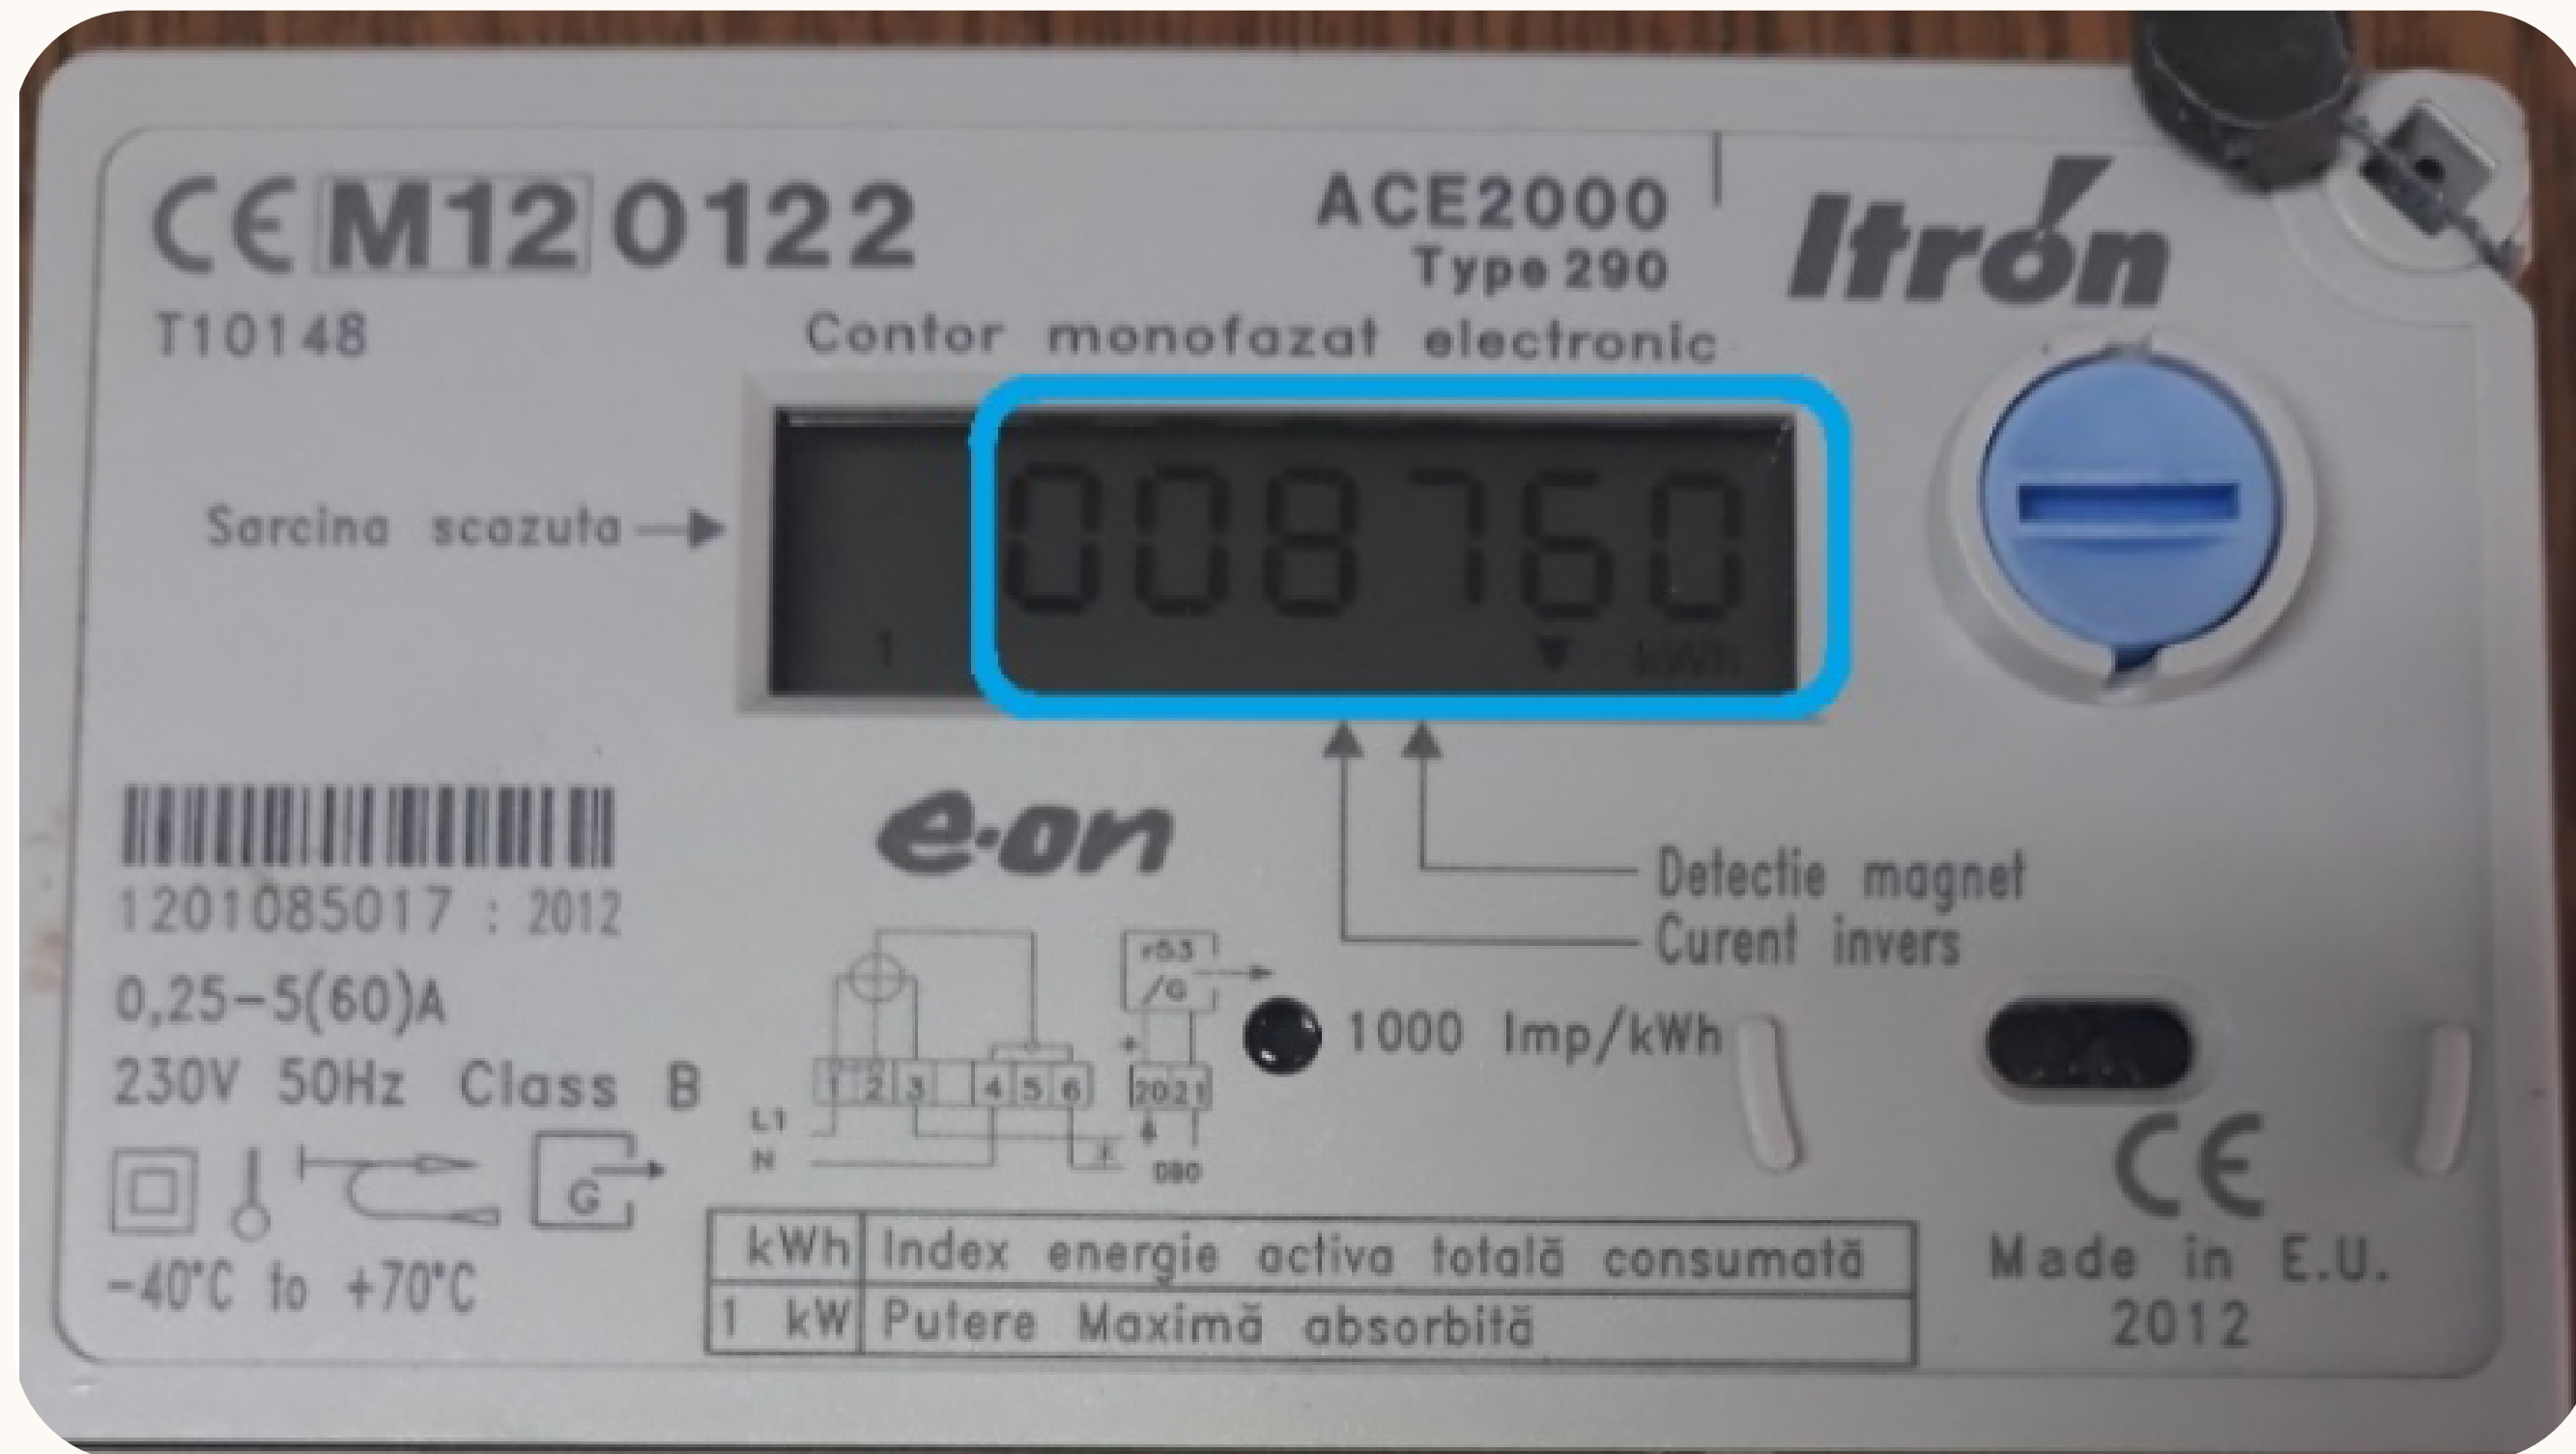 CE M12 0122
T10148
ACE2000
Type 290
Itron
Contor monofazat electronic
Sarcina scazuta
008760
1
kWh
e·on
1201085017 : 2012
0,25-5(60)A
230V 50Hz Class B
-40°C to +70°C
G
/G
1 2 3 4 5 6 20 21
L1
N
Detectie magnet
Curent invers
1000 Imp/kWh
kWh Index energie activa totală consumată
1 kW Putere Maximă absorbită
CE
Made in E.U.
2012